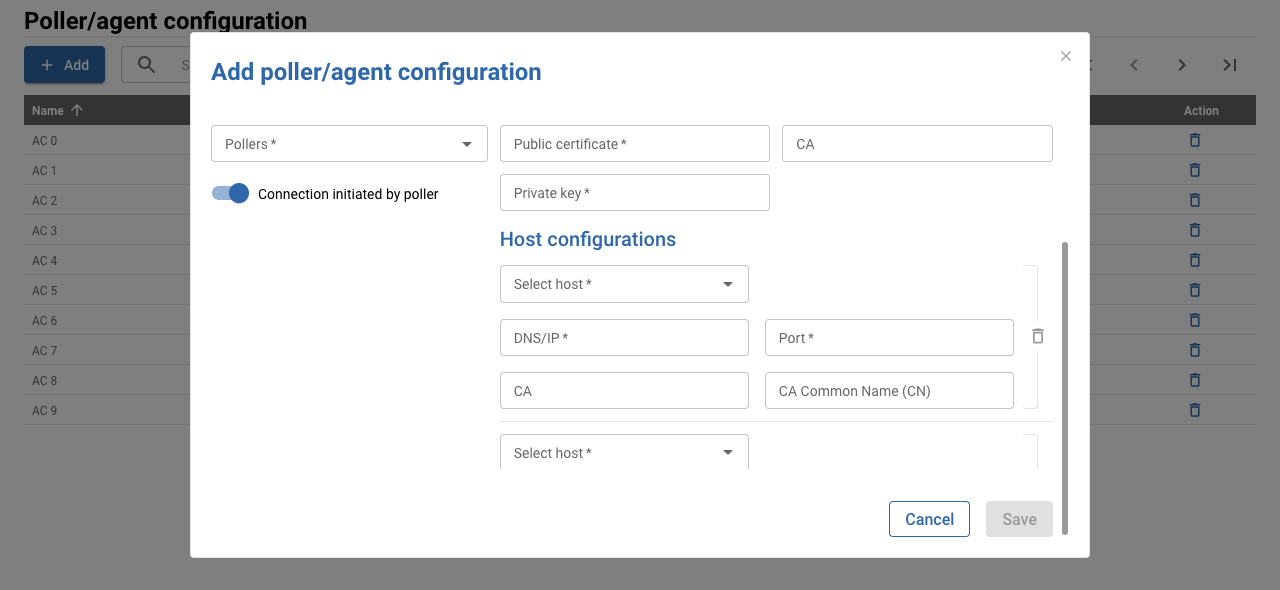 Poller/agent configuration
Add
S
Name
Action
AC 0
AC 1
AC 2
AC 3
AC 4
AC 5
AC 6
AC 7
AC 8
AC 9
Add poller/agent configuration
Pollers *
Public certificate *
CA
Connection initiated by poller
Private key *
Host configurations
Select host *
DNS/IP *
Port *
CA
CA Common Name (CN)
Select host *
Cancel
Save